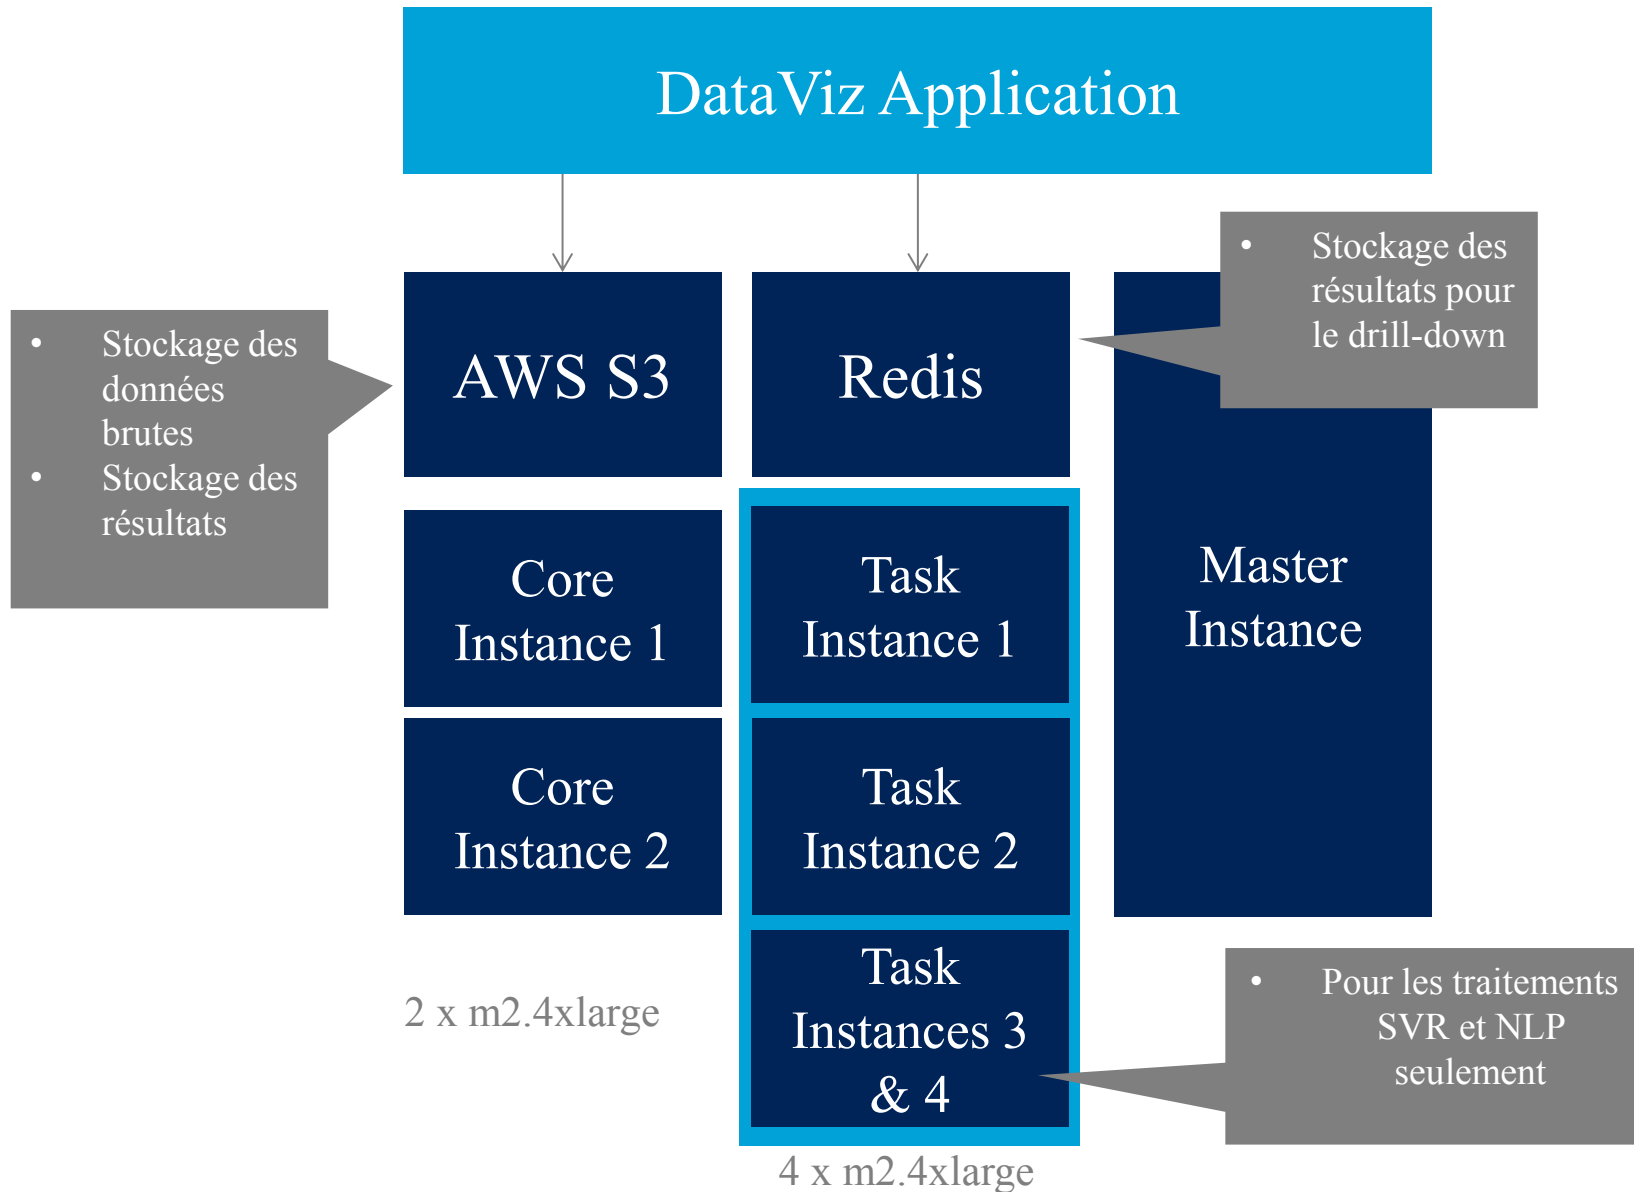 DataViz Application
• Stockage des
résultats pour
le drill-down
• Stockage des
données
brutes
• Stockage des
résultats
AWS S3
Redis
Master
Instance
Core
Instance 1
Task
Instance 1
Core
Instance 2
Task
Instance 2
Task
Instances 3
& 4
2 x m2.4xlarge
• Pour les traitements
SVR et NLP
seulement
4 x m2.4xlarge